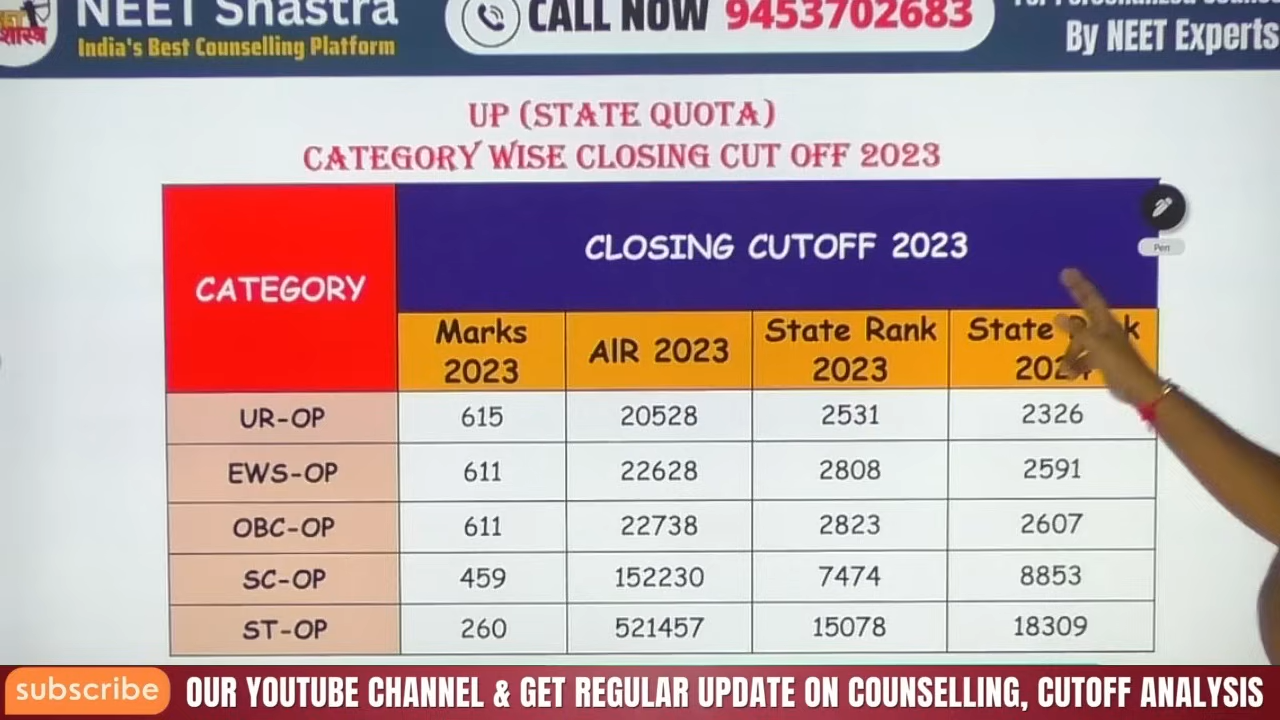 शास्त्र
NEET Shastra
India's Best Counselling Platform
CALL NOW 9453702683
By NEET Experts
UP (STATE QUOTA)
CATEGORY WISE CLOSING CUT OFF 2023
CATEGORY
CLOSING CUTOFF 2023
Pen
Marks 2023
AIR 2023
State Rank 2023
State Rank 2024
UR-OP 615 20528 2531 2326
EWS-OP 611 22628 2808 2591
OBC-OP 611 22738 2823 2607
SC-OP 459 152230 7474 8853
ST-OP 260 521457 15078 18309
subscribe OUR YOUTUBE CHANNEL & GET REGULAR UPDATE ON COUNSELLING, CUTOFF ANALYSIS